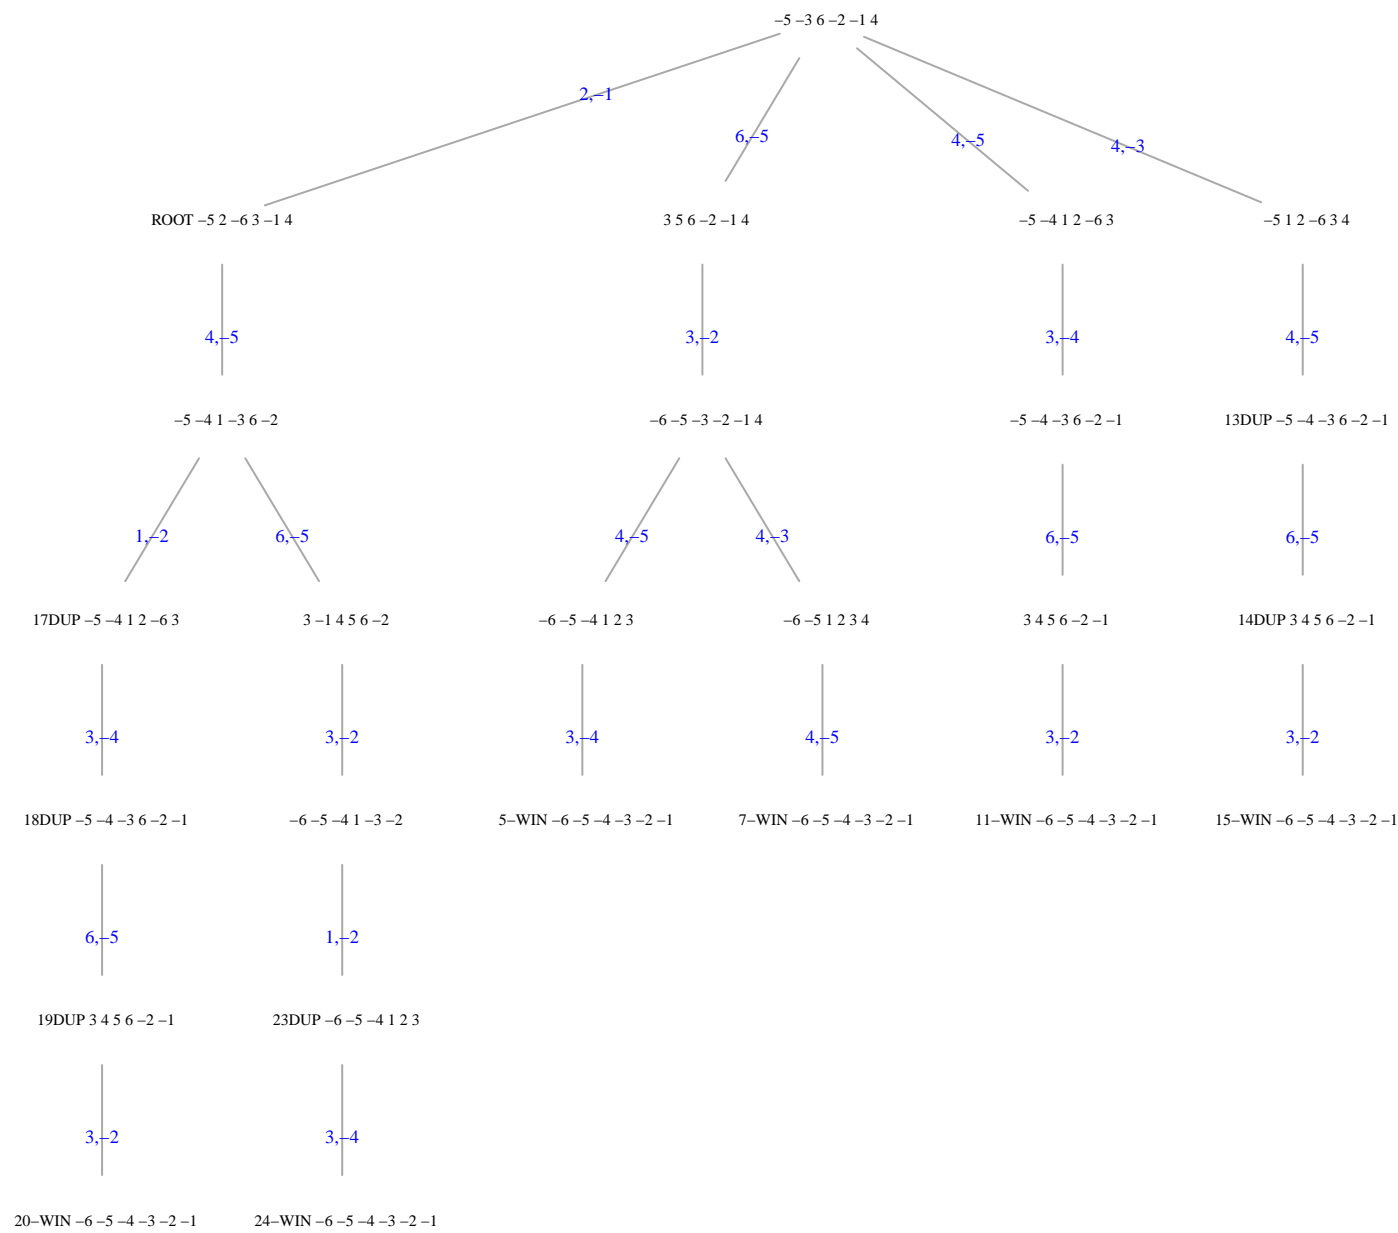 –5 –3 6 –2 –1 4
2,–1
6,–5
4,–5
4,–3
ROOT –5 2 –6 3 –1 4
3 5 6 –2 –1 4
–5 –4 1 2 –6 3
–5 1 2 –6 3 4
4,–5
3,–2
3,–4
4,–5
–5 –4 1 –3 6 –2
–6 –5 –3 –2 –1 4
–5 –4 –3 6 –2 –1
13DUP –5 –4 –3 6 –2 –1
1,–2
6,–5
4,–5
4,–3
6,–5
6,–5
17DUP –5 –4 1 2 –6 3
3 –1 4 5 6 –2
–6 –5 –4 1 2 3
–6 –5 1 2 3 4
3 4 5 6 –2 –1
14DUP 3 4 5 6 –2 –1
3,–4
3,–2
3,–4
4,–5
3,–2
3,–2
18DUP –5 –4 –3 6 –2 –1
–6 –5 –4 1 –3 –2
5–WIN –6 –5 –4 –3 –2 –1
7–WIN –6 –5 –4 –3 –2 –1
11–WIN –6 –5 –4 –3 –2 –1
15–WIN –6 –5 –4 –3 –2 –1
6,–5
1,–2
19DUP 3 4 5 6 –2 –1
23DUP –6 –5 –4 1 2 3
3,–2
3,–4
20–WIN –6 –5 –4 –3 –2 –1
24–WIN –6 –5 –4 –3 –2 –1